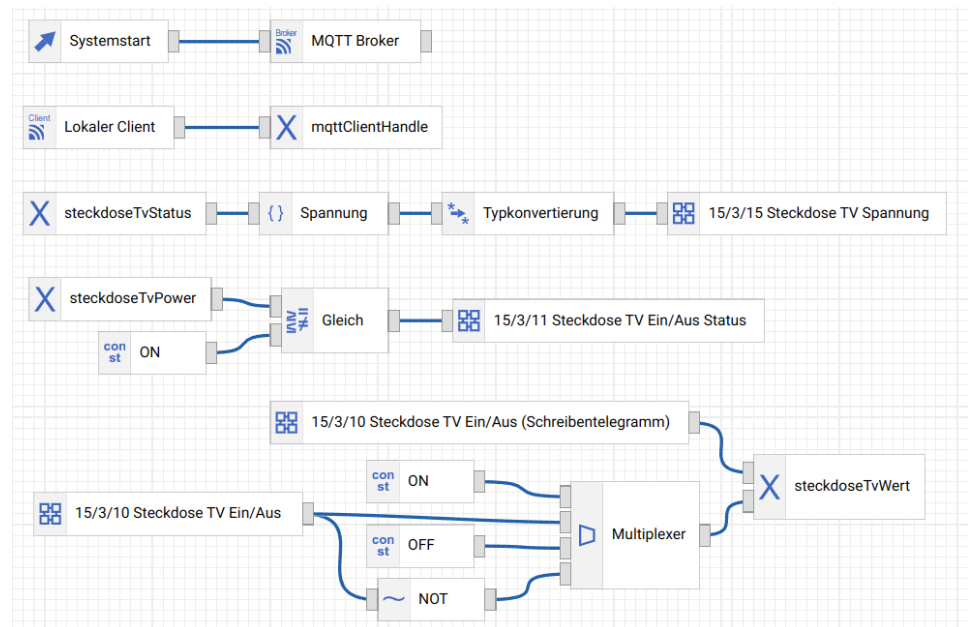 Systemstart
Broker
MQTT Broker
Client
Lokaler Client
mqttClientHandle
steckdoseTvStatus
{ } Spannung
Typkonvertierung
15/3/15 Steckdose TV Spannung
steckdoseTvPower
Gleich
15/3/11 Steckdose TV Ein/Aus Status
con
st
ON
15/3/10 Steckdose TV Ein/Aus (Schreibentelegramm)
steckdoseTvWert
con
st
ON
15/3/10 Steckdose TV Ein/Aus
Multiplexer
con
st
OFF
NOT